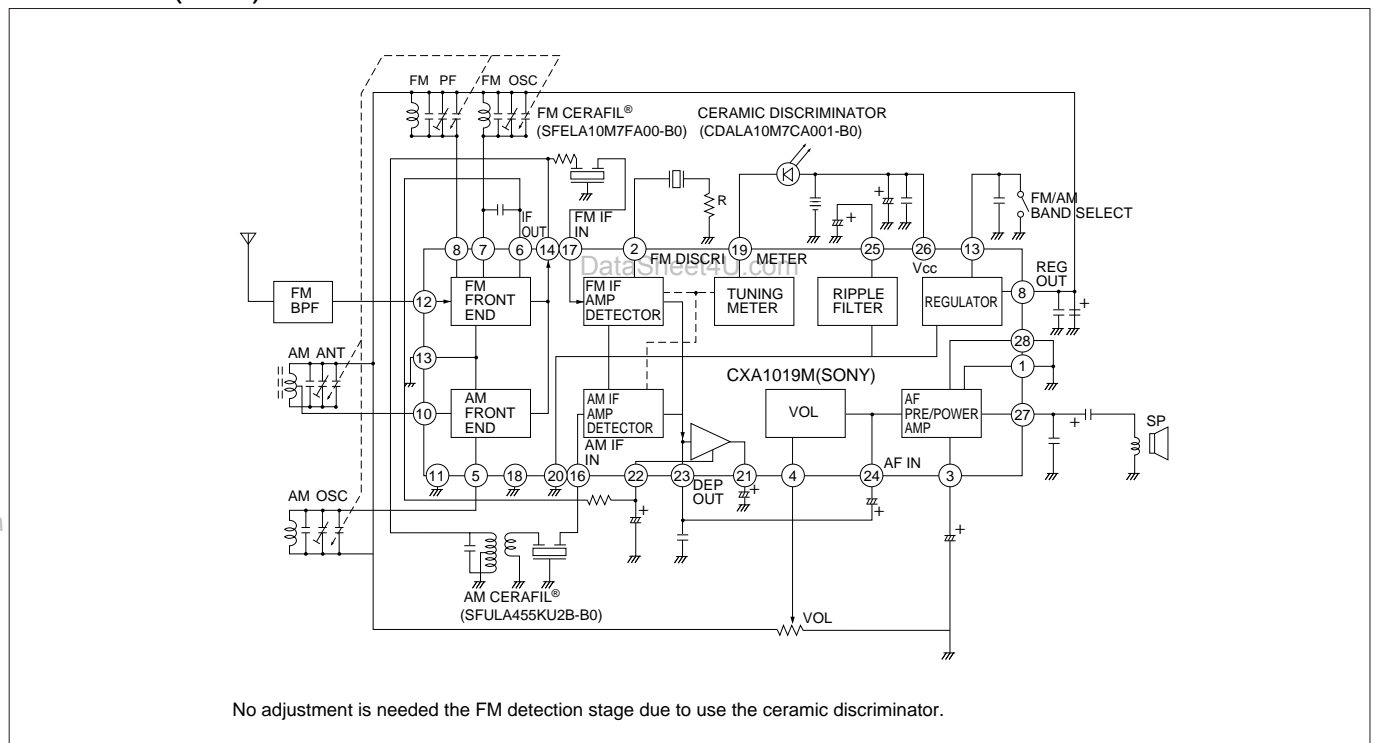 FM PF FM OSC
FM CERAFIL®
(SFELA10M7FA00-B0)
CERAMIC DISCRIMINATOR
(CDALA10M7CA001-B0)
R
FM/AM
BAND SELECT
IF
OUT
FM IF
IN
8
7
6
14
17
2
FM DISCRI
19
METER
25
26
Vcc
13
DataSheet4U.com
REG
OUT
8
FM
BPF
12
FM
FRONT
END
FM IF
AMP
DETECTOR
TUNING
METER
RIPPLE
FILTER
REGULATOR
13
28
1
AM ANT
10
AM
FRONT
END
AM IF
AMP
DETECTOR
CXA1019M(SONY)
VOL
AF
PRE/POWER
AMP
27
+
SP
AM IF
IN
11
5
18
20
16
22
23
DEP
OUT
21
4
24
AF IN
3
+
+
+
+
+
+
+
AM OSC
AM CERAFIL®
(SFULA455KU2B-B0)
VOL
No adjustment is needed the FM detection stage due to use the ceramic discriminator.